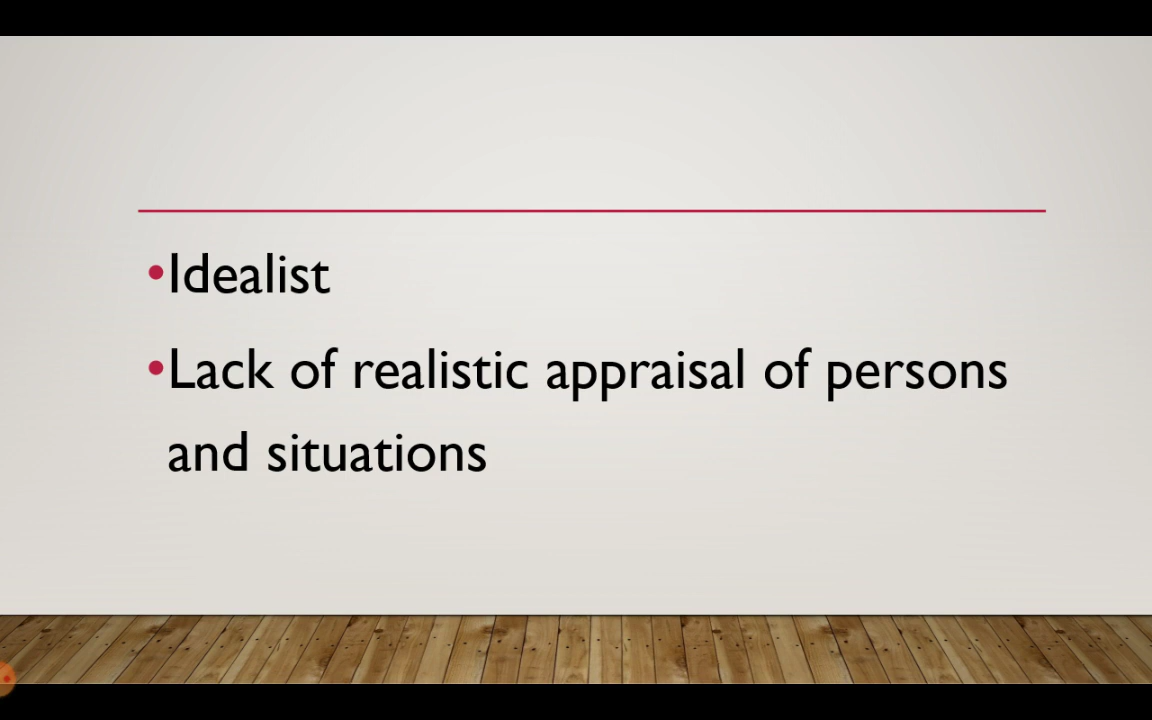 •Idealist
•Lack of realistic appraisal of persons
and situations